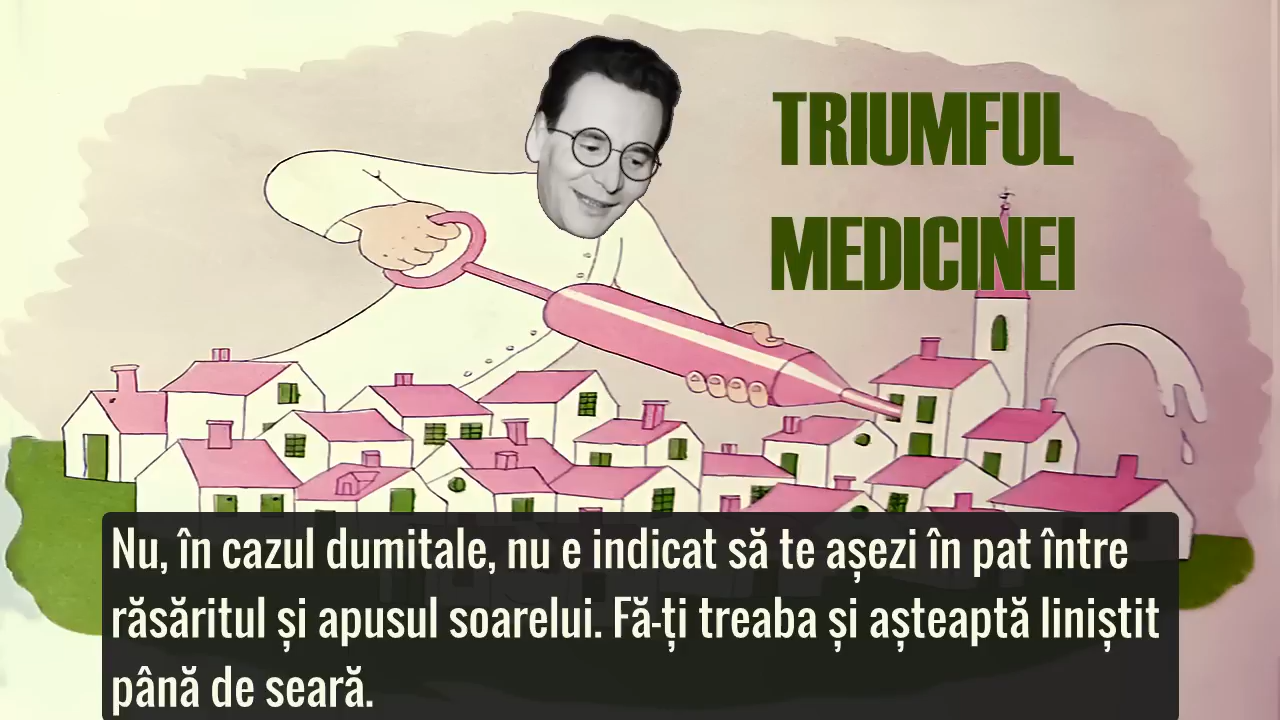 TRIUMFUL
MEDICINEI
Nu, în cazul dumitale, nu e indicat să te așezi în pat între
răsăritul și apusul soarelui. Fă-ți treaba și așteaptă liniștit
până de seară.